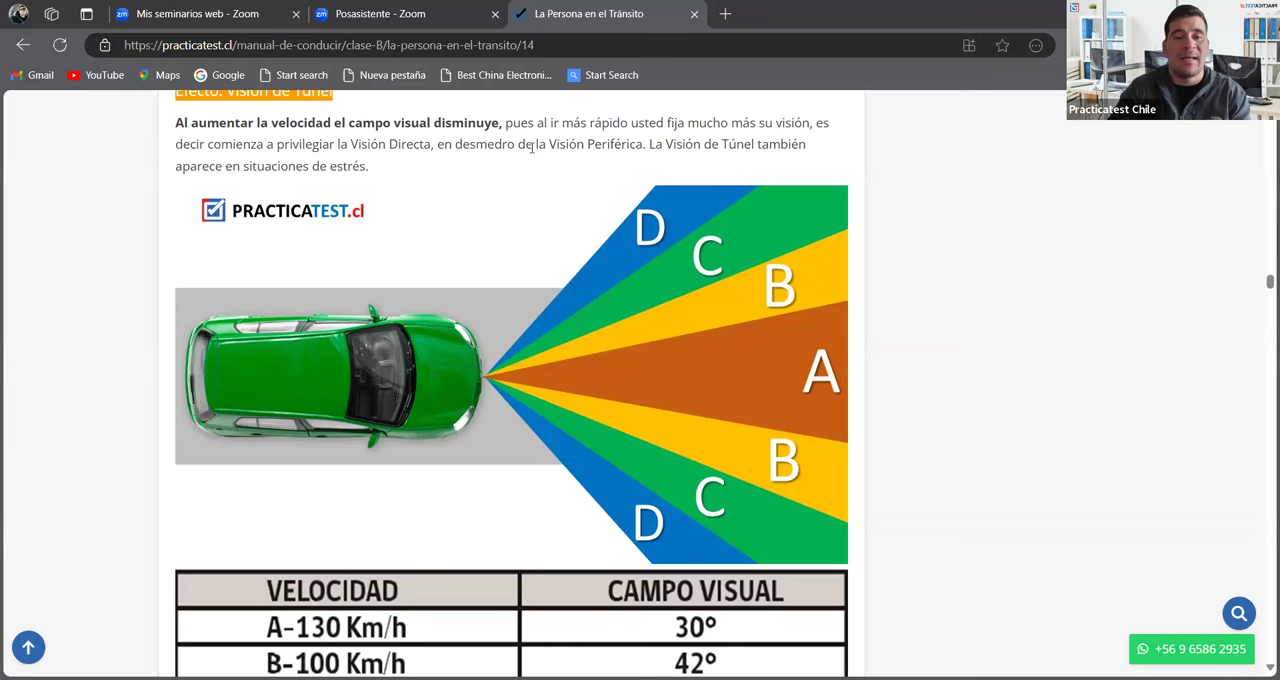 Mis seminarios web - Zoom
Posasistente - Zoom
La Persona en el Tránsito
https://practicatest.cl/manual-de-conducir/clase-B/la-persona-en-el-transito/14
Gmail YouTube Maps Google Start search Nueva pestaña Best China Electroni... Start Search
Practicatest Chile
Efecto: Visión de Túnel
Al aumentar la velocidad el campo visual disminuye, pues al ir más rápido usted fija mucho más su visión, es
decir comienza a privilegiar la Visión Directa, en desmedro de la Visión Periférica. La Visión de Túnel también
aparece en situaciones de estrés.
PRACTICATEST.cl
D
C
B
A
B
C
D
VELOCIDAD CAMPO VISUAL
A-130 Km/h 30°
B-100 Km/h 42°
+56 9 6586 2935